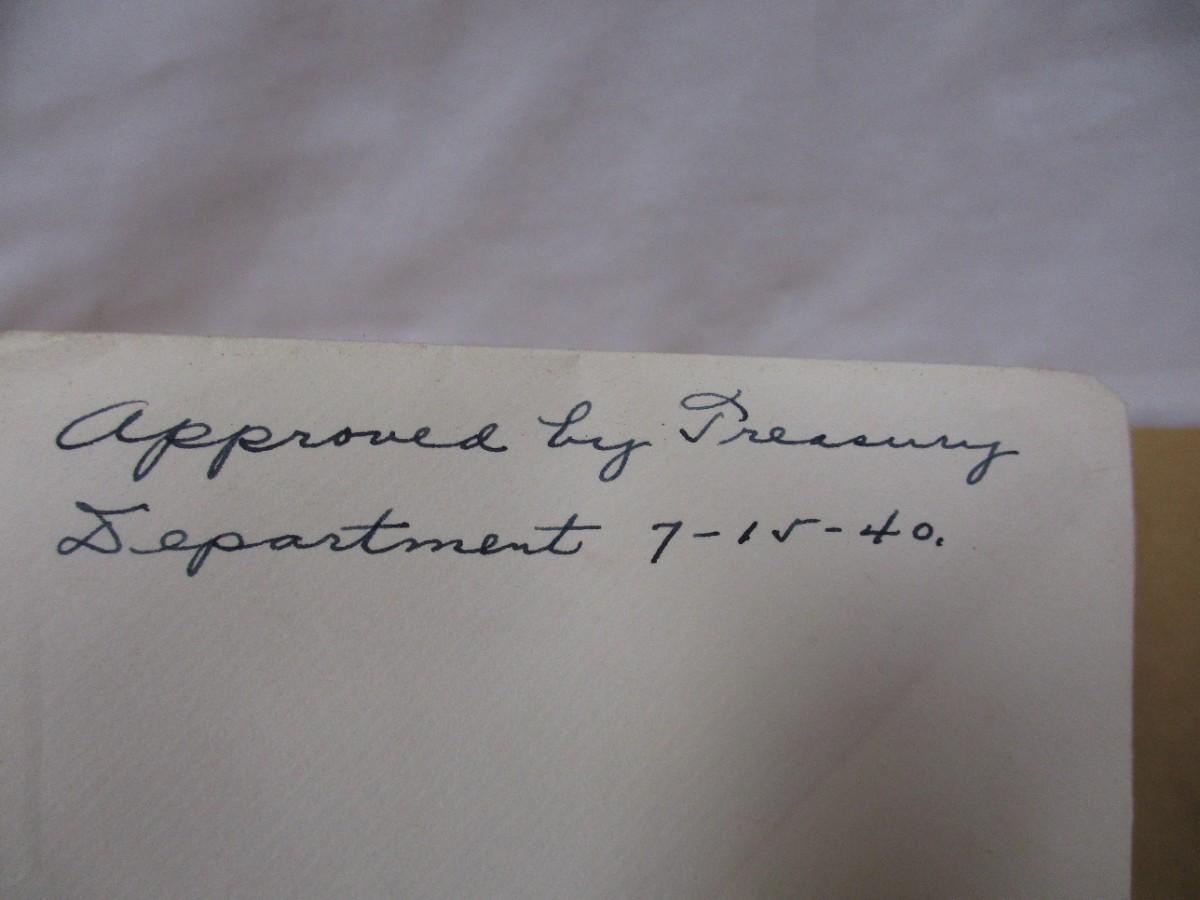 Approved by Treasury
Department 7-15-40.